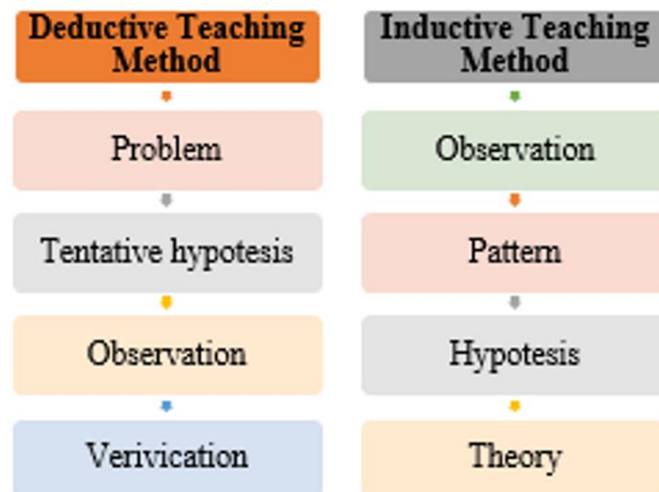 Deductive Teaching
Method
Problem
Tentative hypotesis
Observation
Verivication
Inductive Teaching
Method
Observation
Pattern
Hypotesis
Theory